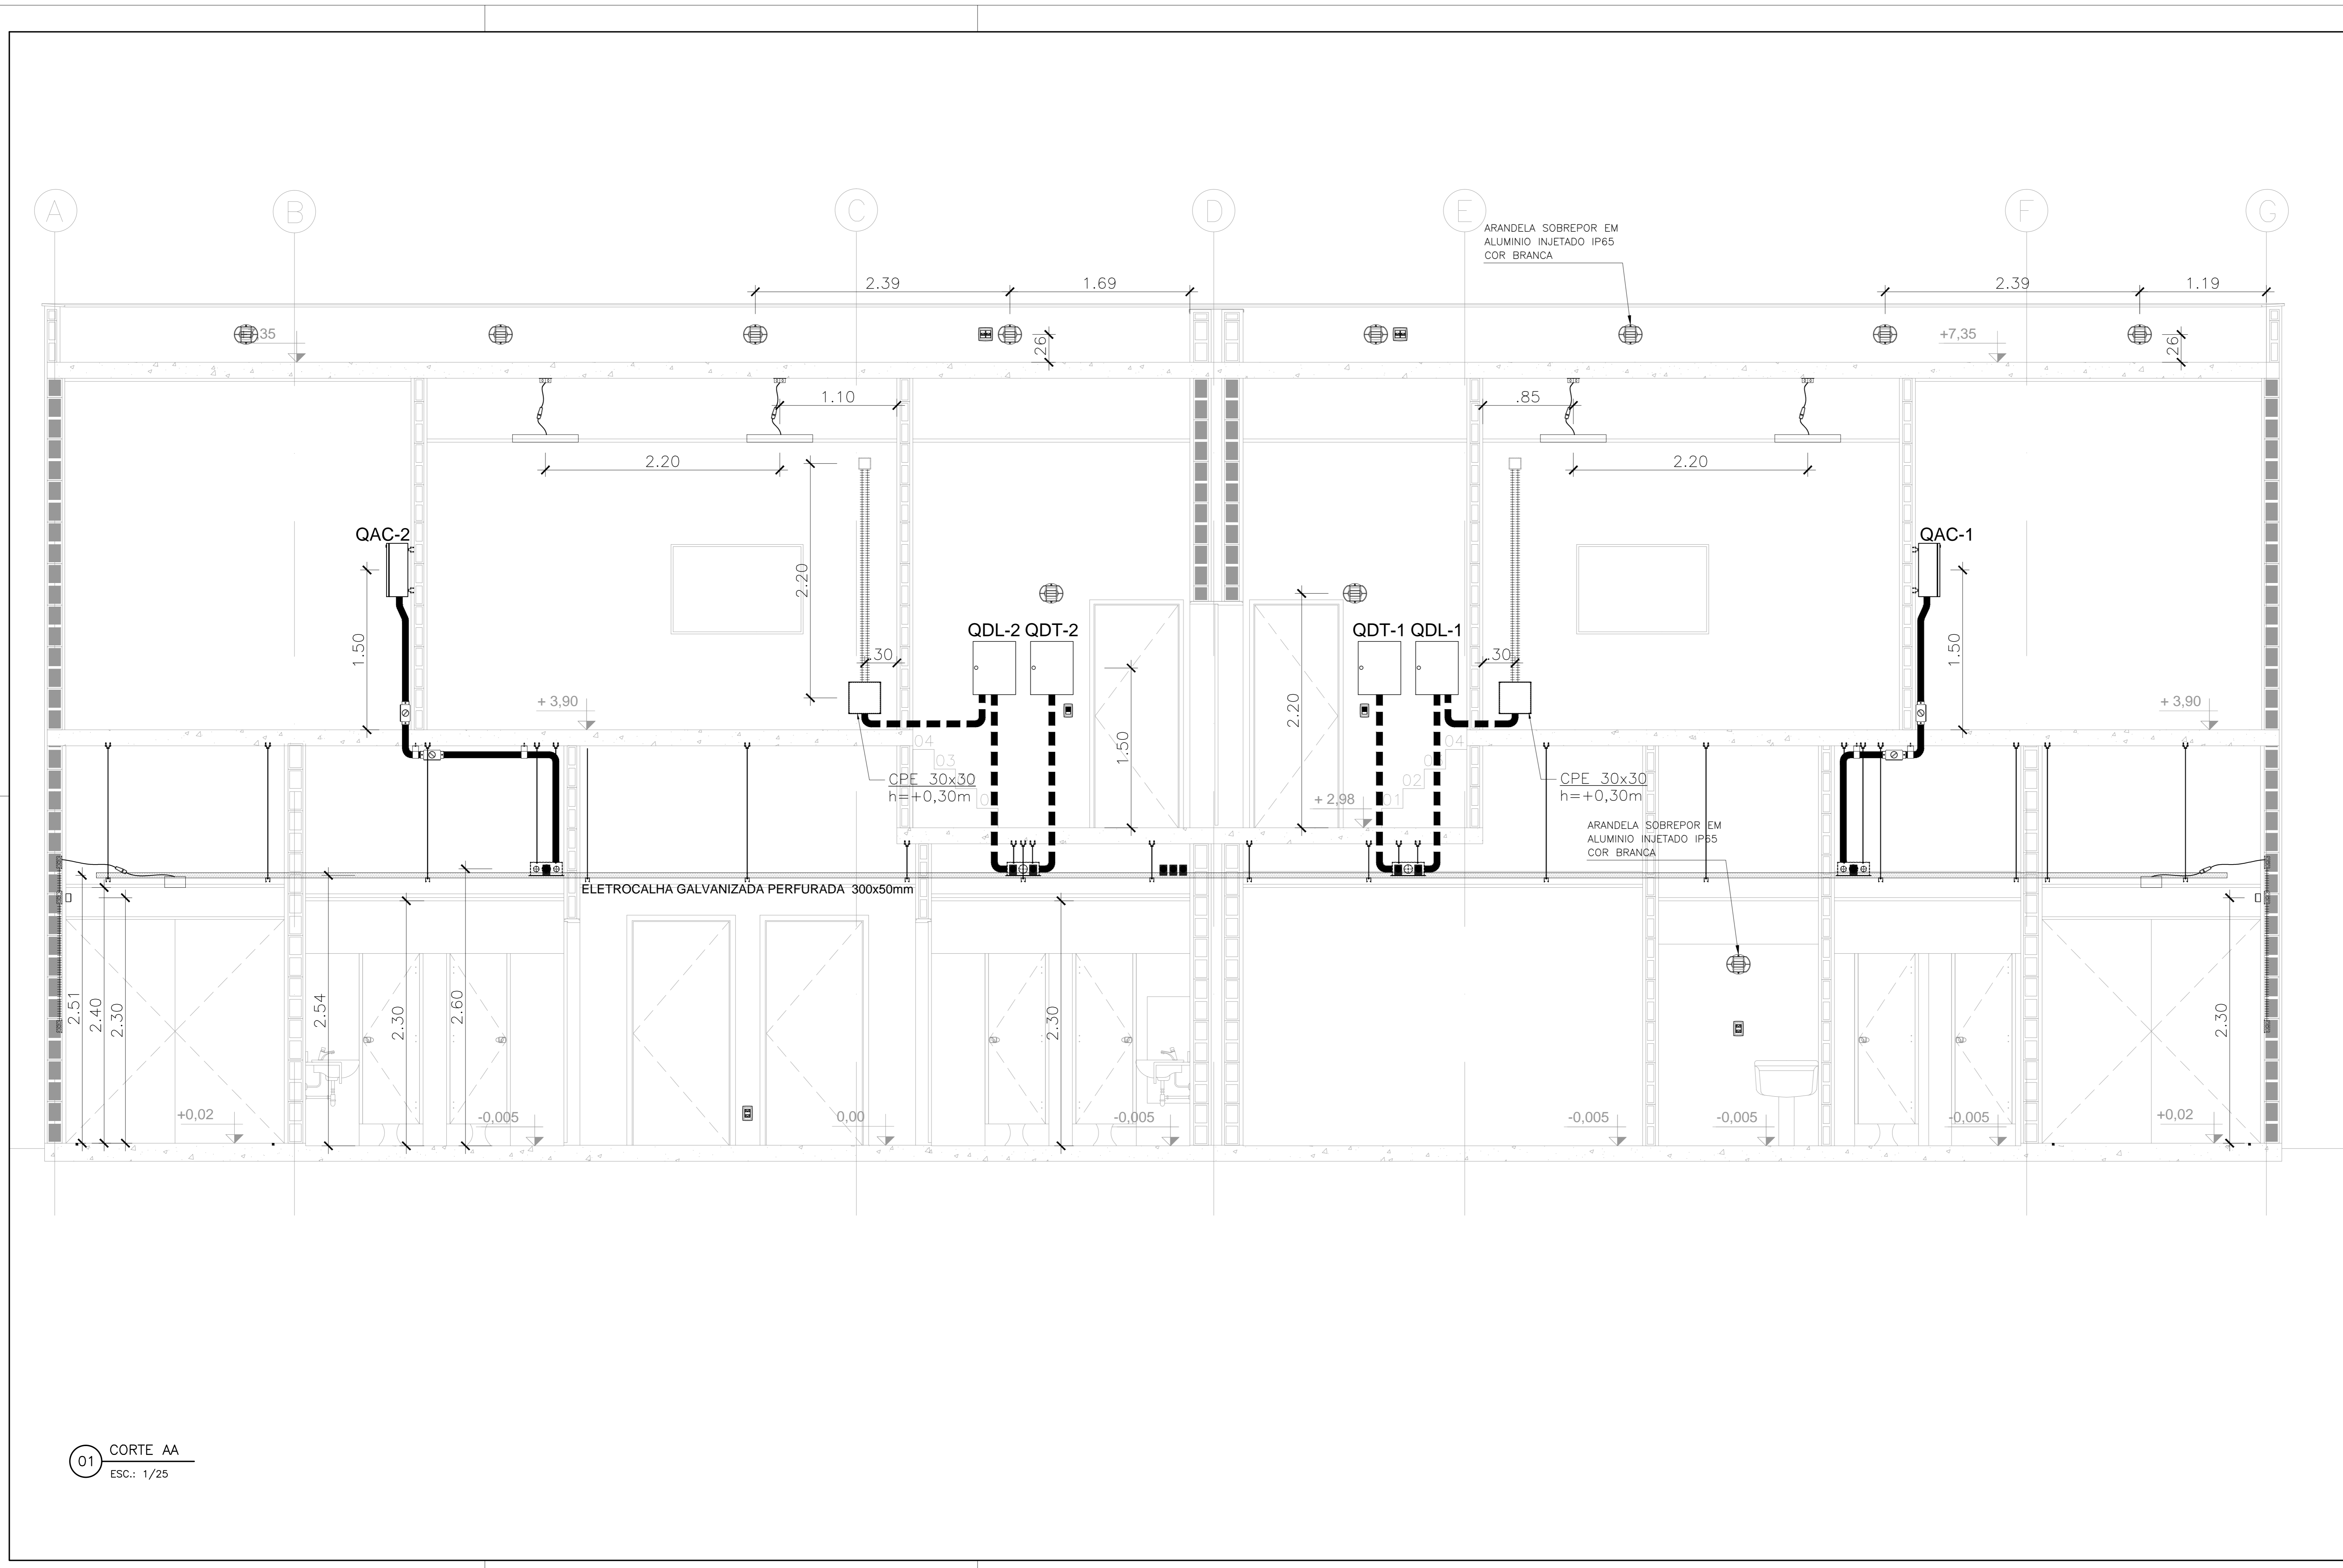 A
B
C
D
E
F
G
ARANDELA SOBREPOR EM
ALUMINIO INJETADO IP65
COR BRANCA
2.39
1.69
2.39
1.19
35
.26
+7,35
.26
1.10
.85
2.20
2.20
QAC-2
QAC-1
2.20
1.50
.30
QDL-2 QDT-2
QDT-1 QDL-1
.30
1.50
+ 3,90
+ 3,90
2.20
1.50
04
03
04
02
01
CPE 30x30
h=+0,30m
+ 2,98
CPE 30x30
h=+0,30m
ARANDELA SOBREPOR EM
ALUMINIO INJETADO IP65
COR BRANCA
ELETROCALHA GALVANIZADA PERFURADA 300x50mm
2.51
2.40
2.30
2.54
2.30
2.60
2.30
2.30
+0,02
-0,005
0,00
-0,005
-0,005
-0,005
-0,005
+0,02
01
CORTE AA
ESC.: 1/25